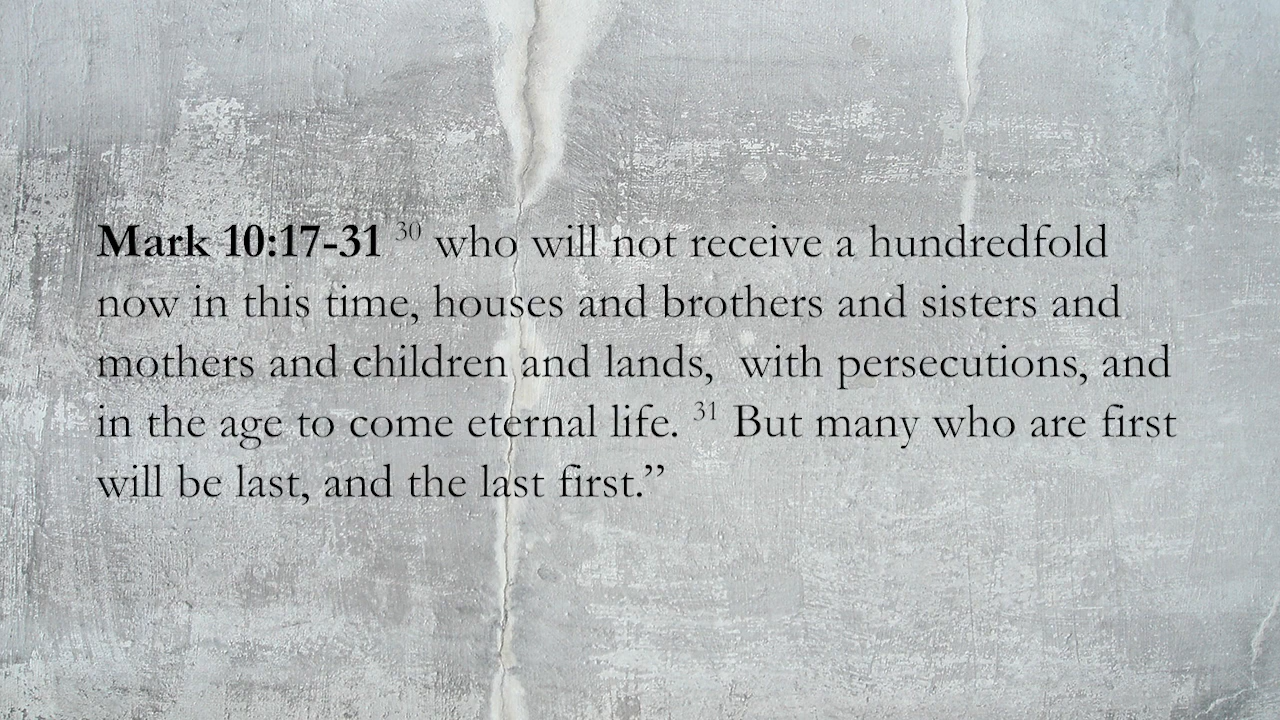 Mark 10:17-31 30 who will not receive a hundredfold
now in this time, houses and brothers and sisters and
mothers and children and lands,  with persecutions, and
in the age to come eternal life. 31 But many who are first
will be last, and the last first.”